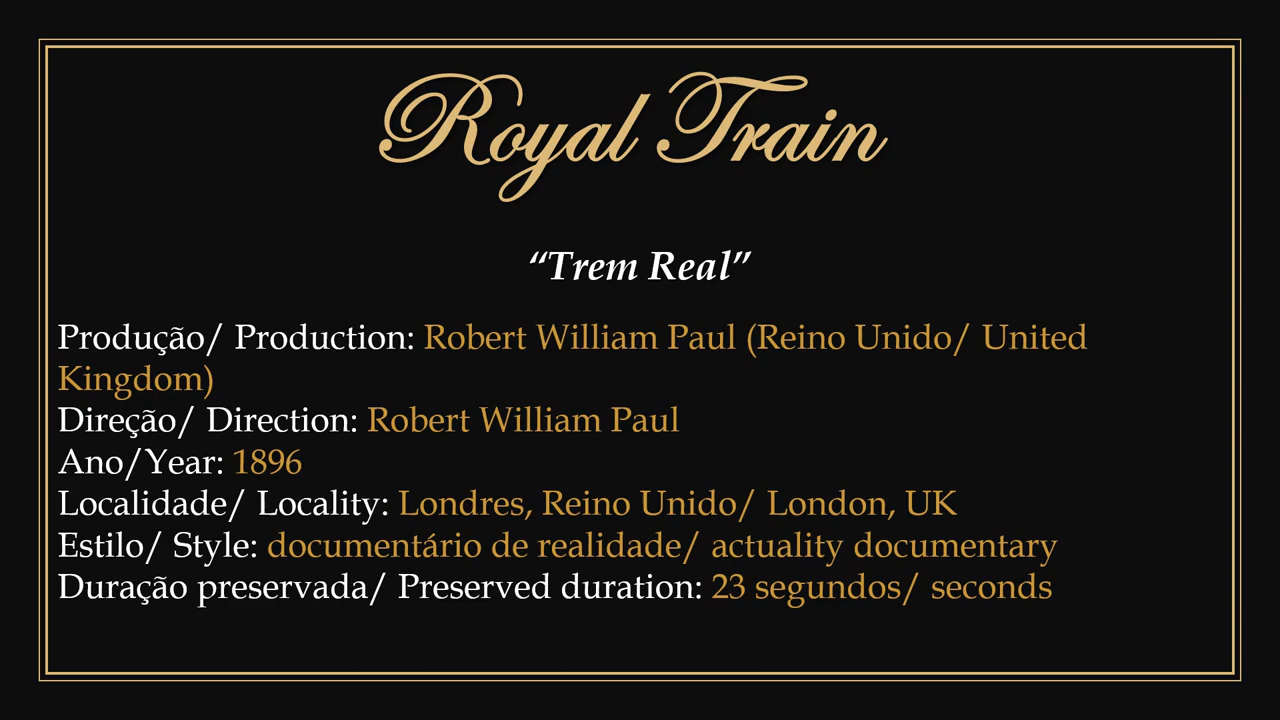 Royal Train
“Trem Real”
Produção/ Production: Robert William Paul (Reino Unido/ United
Kingdom)
Direção/ Direction: Robert William Paul
Ano/Year: 1896
Localidade/ Locality: Londres, Reino Unido/ London, UK
Estilo/ Style: documentário de realidade/ actuality documentary
Duração preservada/ Preserved duration: 23 segundos/ seconds